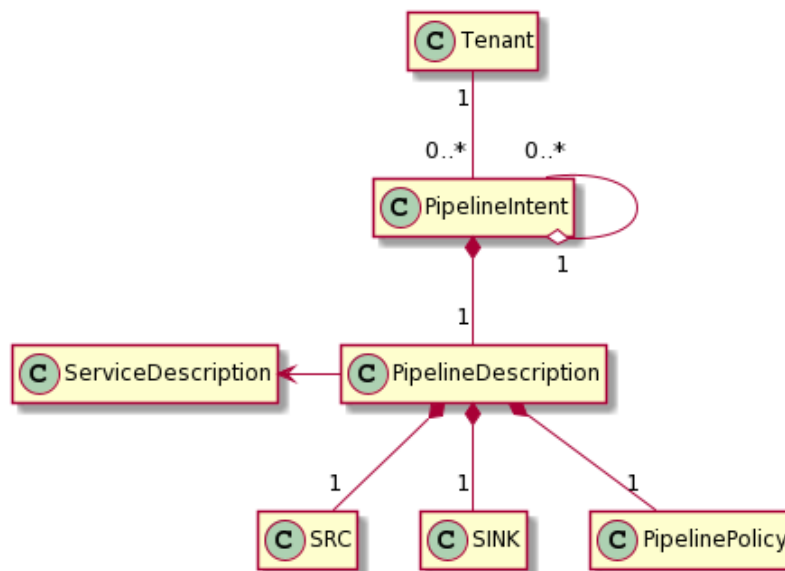 C Tenant
1
0..* 0..*
C PipelineIntent
1
1
C ServiceDescription C PipelineDescription
1 1 1
C SRC C SINK C PipelinePolicy